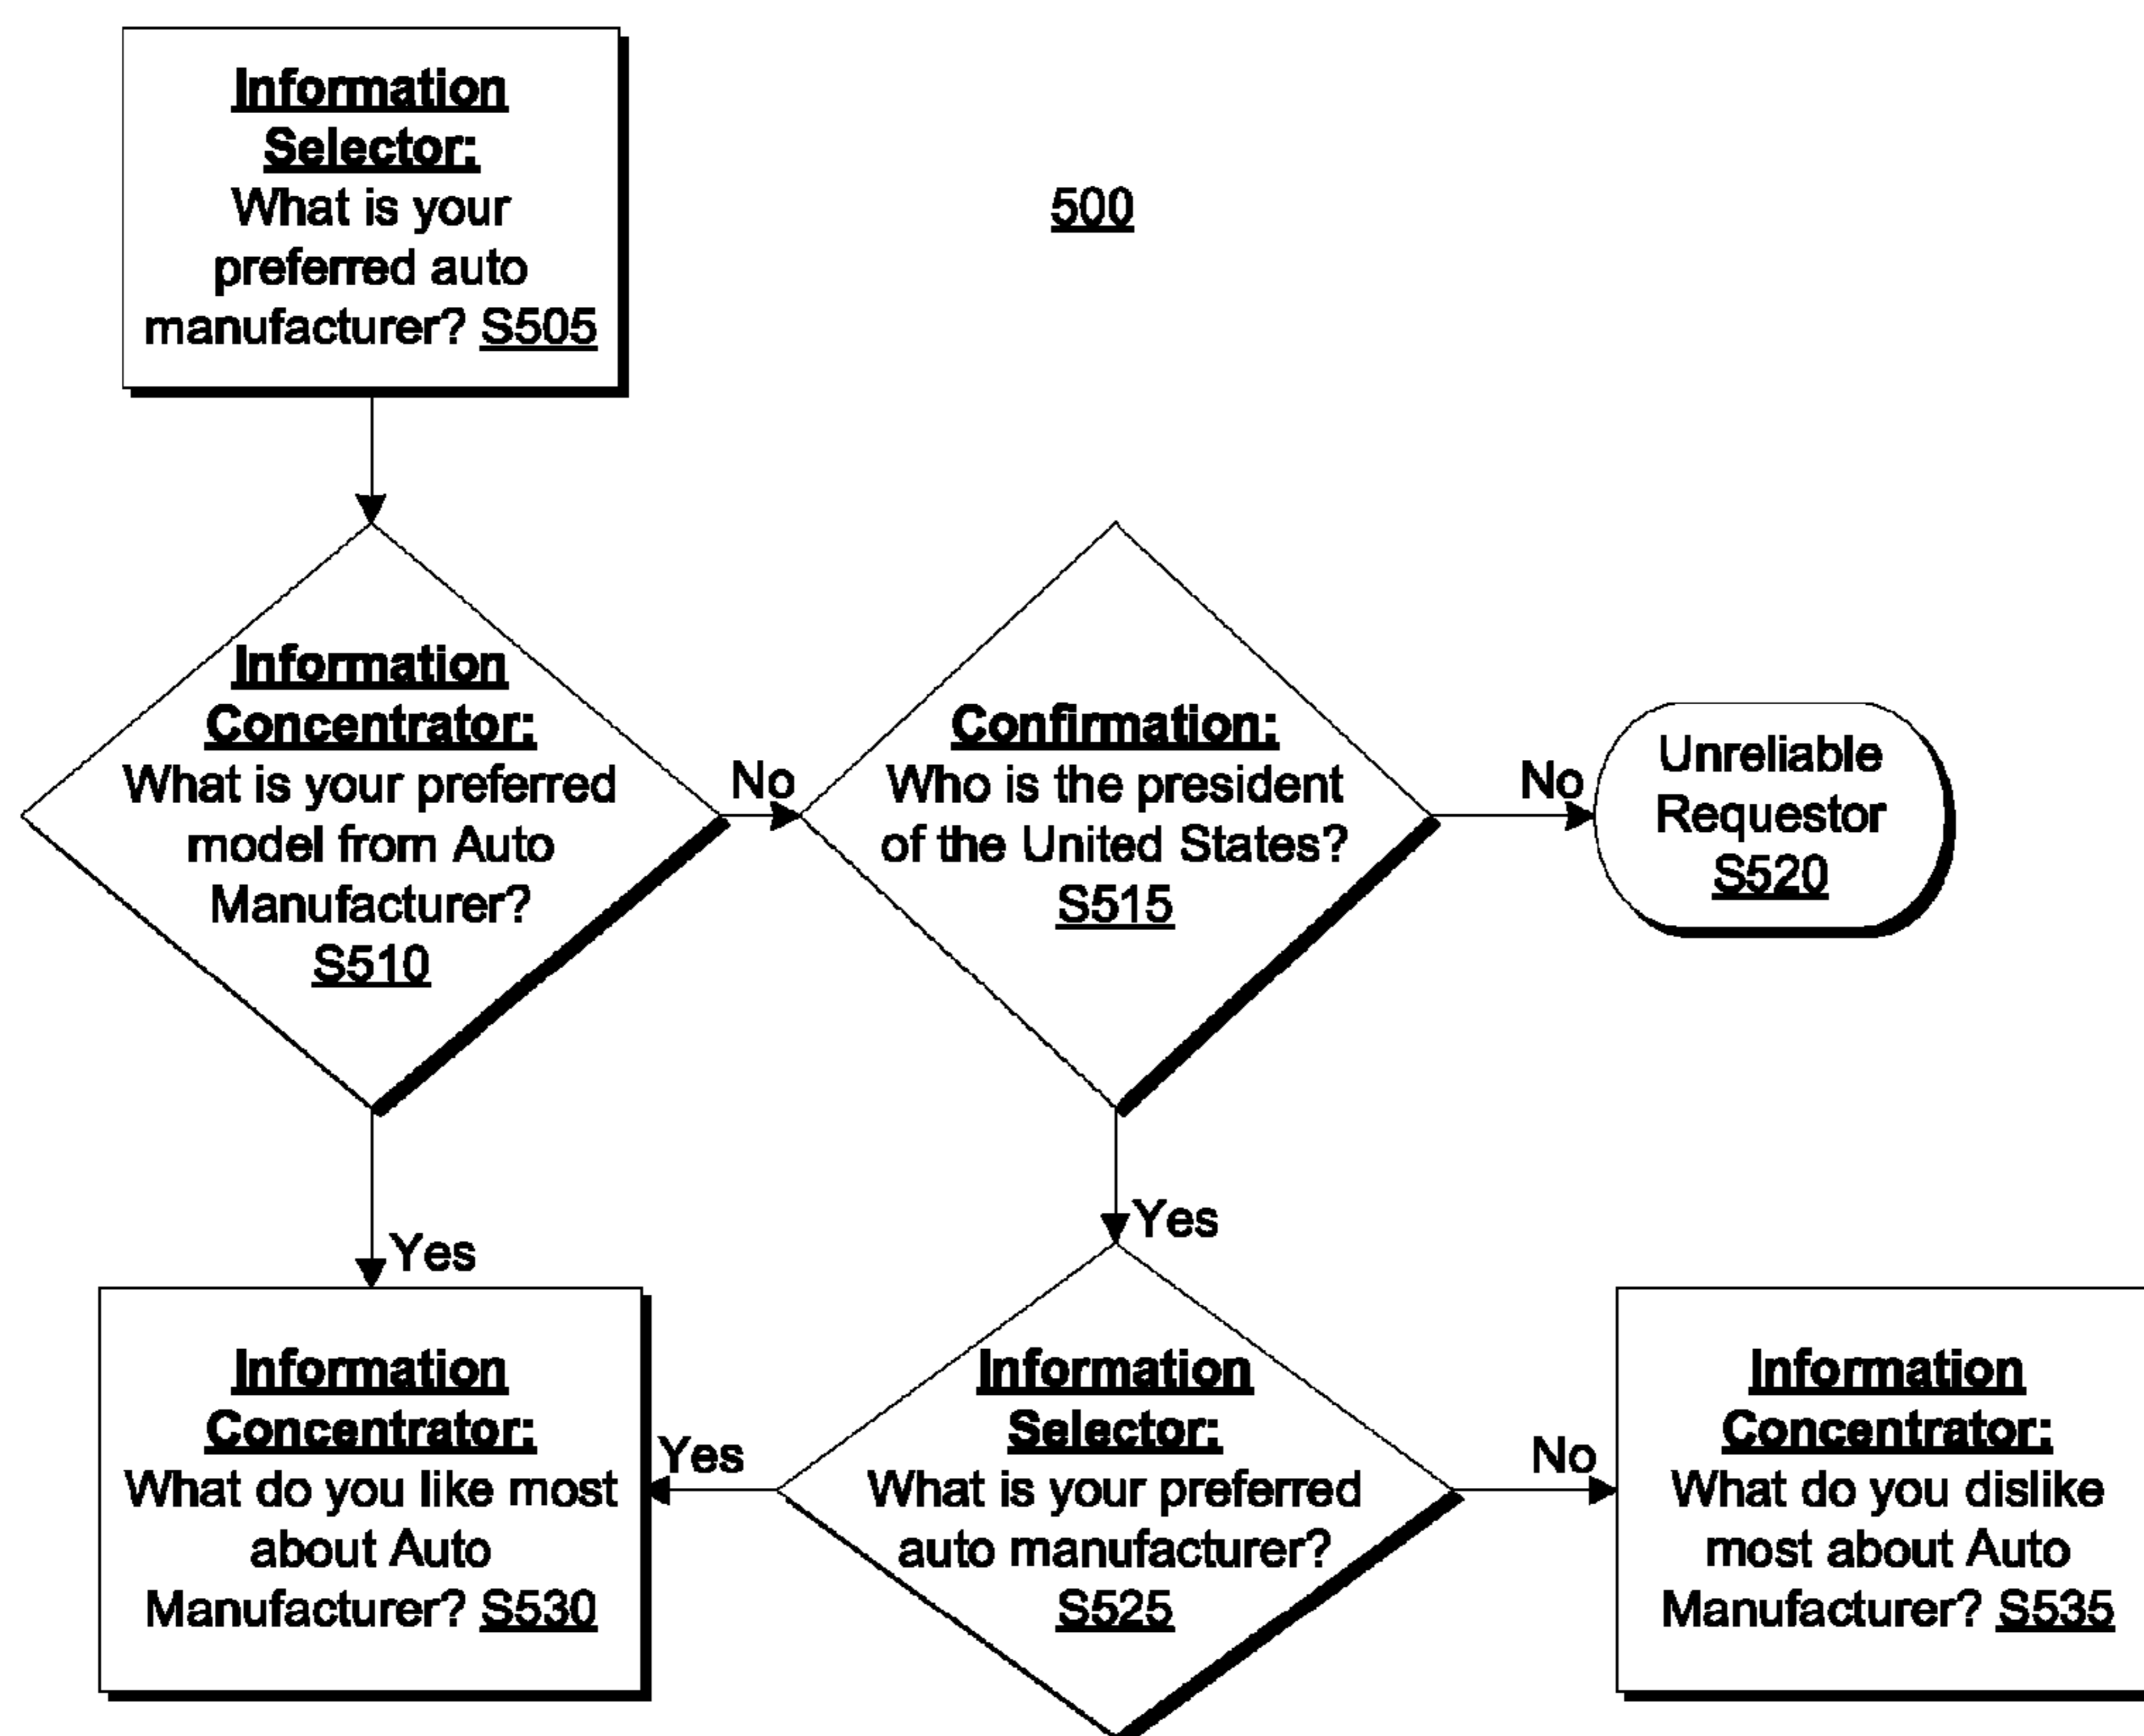 Information
Selector:
What is your
preferred auto
manufacturer? S505
500
Information
Concentrator:
What is your preferred
model from Auto
Manufacturer?
S510
No
Confirmation:
Who is the president
of the United States?
S515
No
Unreliable
Requestor
S520
Yes
Yes
Information
Concentrator:
What do you like most
about Auto
Manufacturer? S530
Yes
Information
Selector:
What is your preferred
auto manufacturer?
S525
No
Information
Concentrator:
What do you dislike
most about Auto
Manufacturer? S535